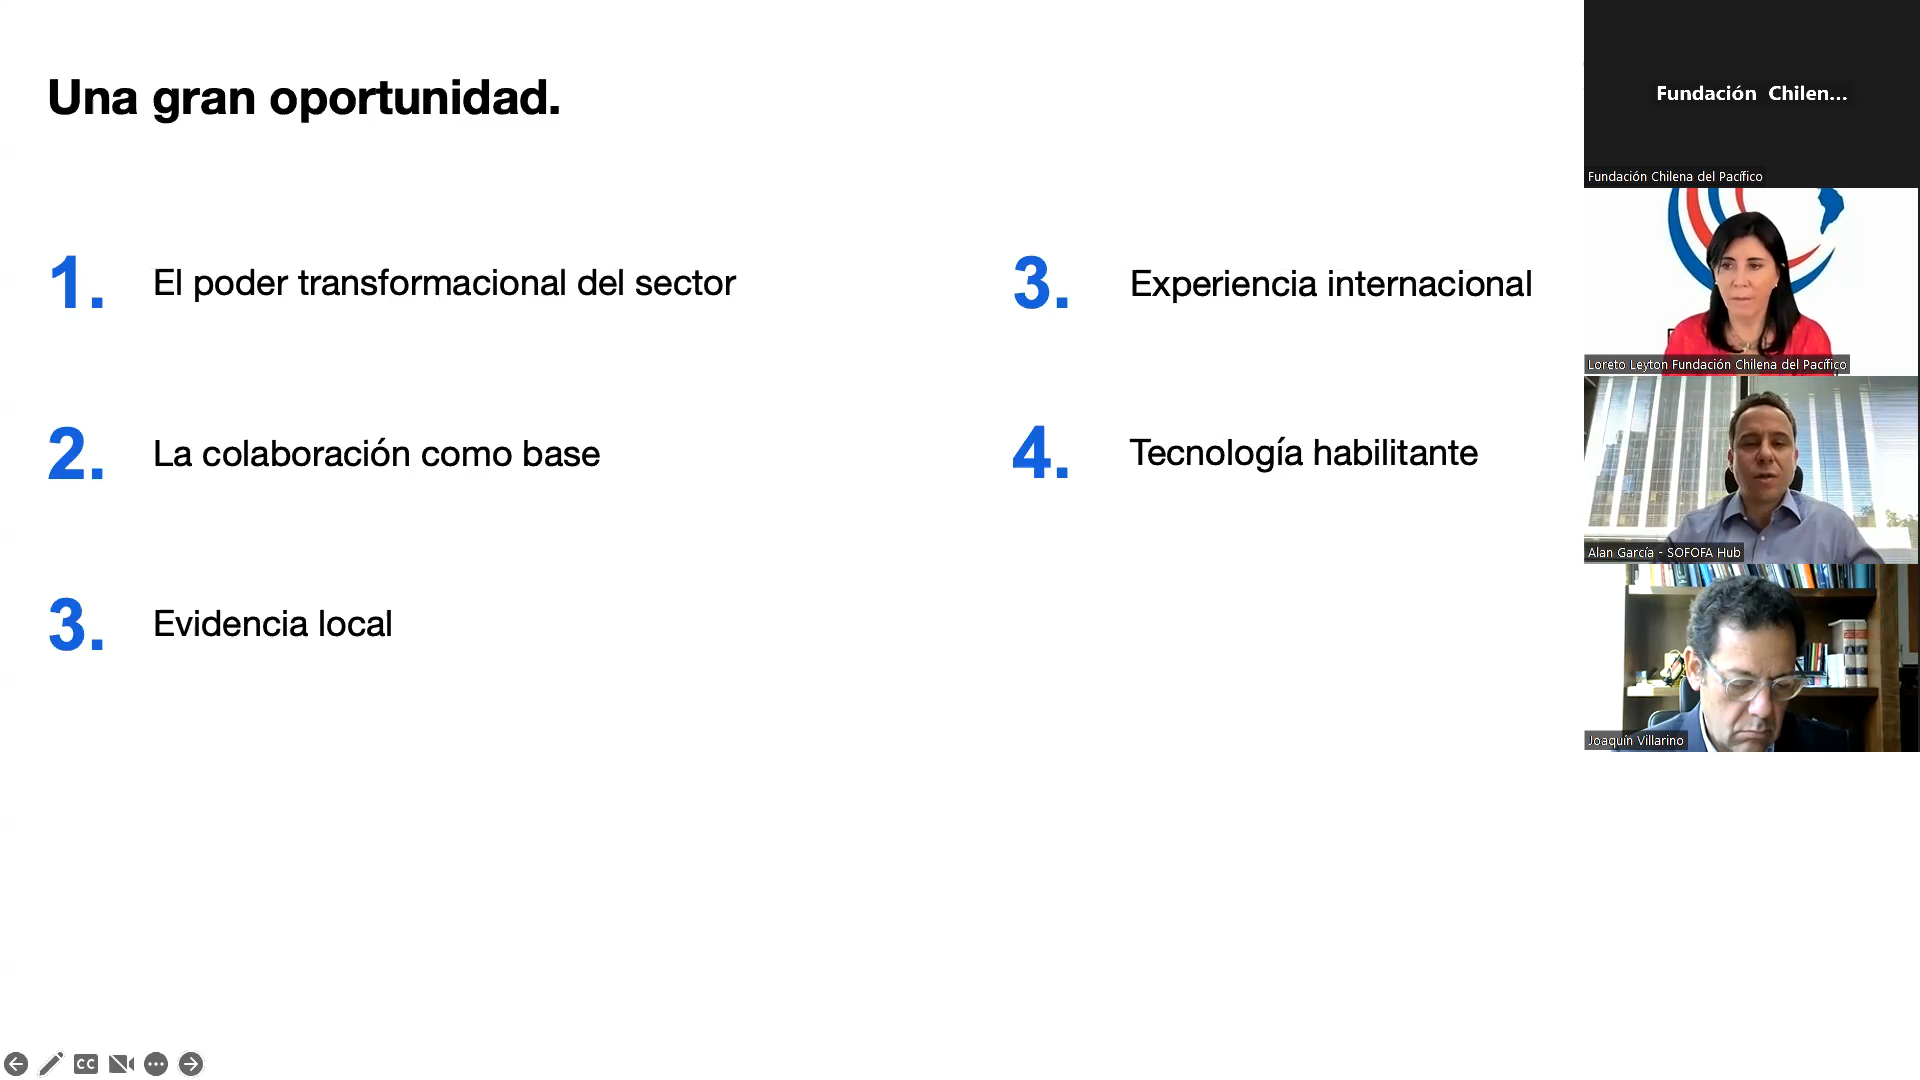 Una gran oportunidad.
1. El poder transformacional del sector
2. La colaboración como base
3. Evidencia local
3. Experiencia internacional
4. Tecnología habilitante
Fundación Chilen...
Fundación Chilena del Pacífico
Loreto Leyton Fundación Chilena del Pacífico
Alan García - SOFOFA Hub
Joaquín Villarino
CC